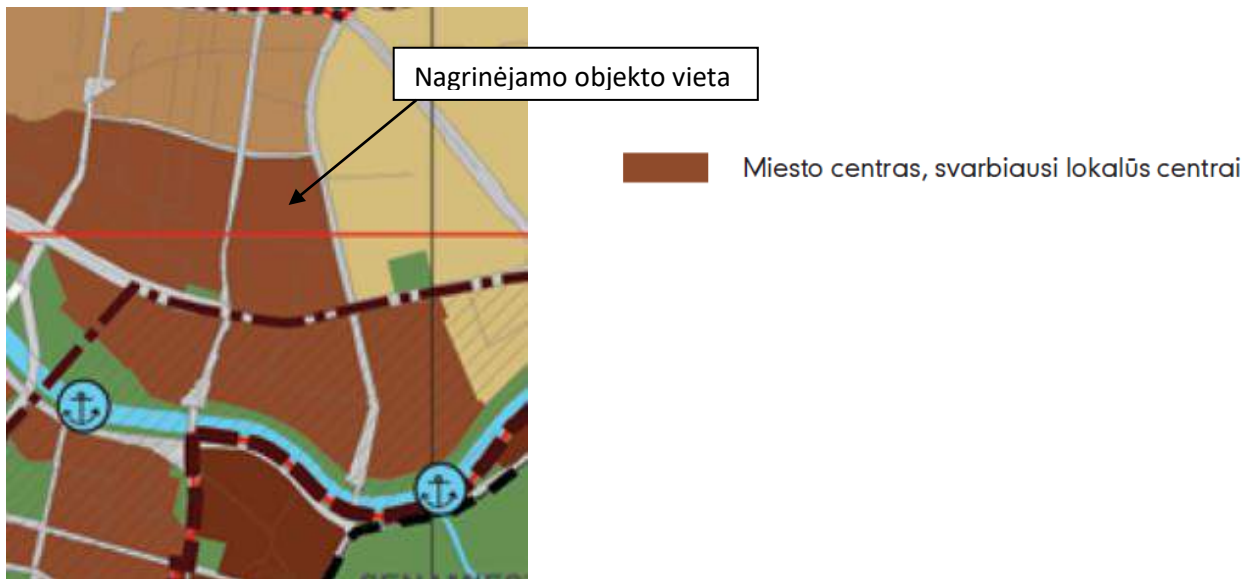 Nagrinėjamo objekto vieta
Miesto centras, svarbiausi lokalūs centrai